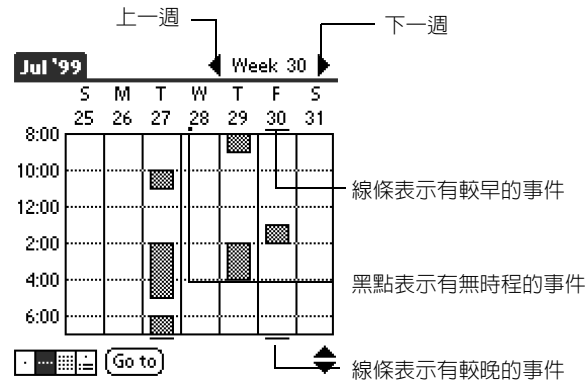 上一週
下一週
Jul '99
Week 30
S M T W T F S
25 26 27 28 29 30 31
8:00
10:00
線條表示有較早的事件
12:00
2:00
黑點表示有無時程的事件
4:00
6:00
Go to
線條表示有較晚的事件